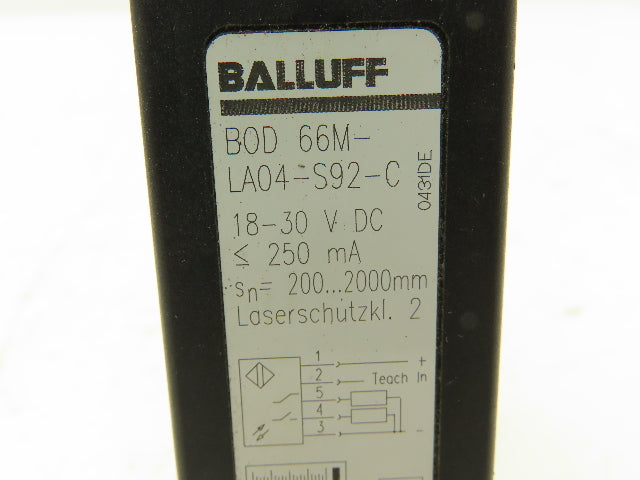 BALLUFF
BOD 66M-
LA04-S92-C
0431DE
18-30 V DC
≤ 250 mA
sn= 200...2000mm
Laserschutzkl. 2
1 +
2 Teach In
5
4
3 -